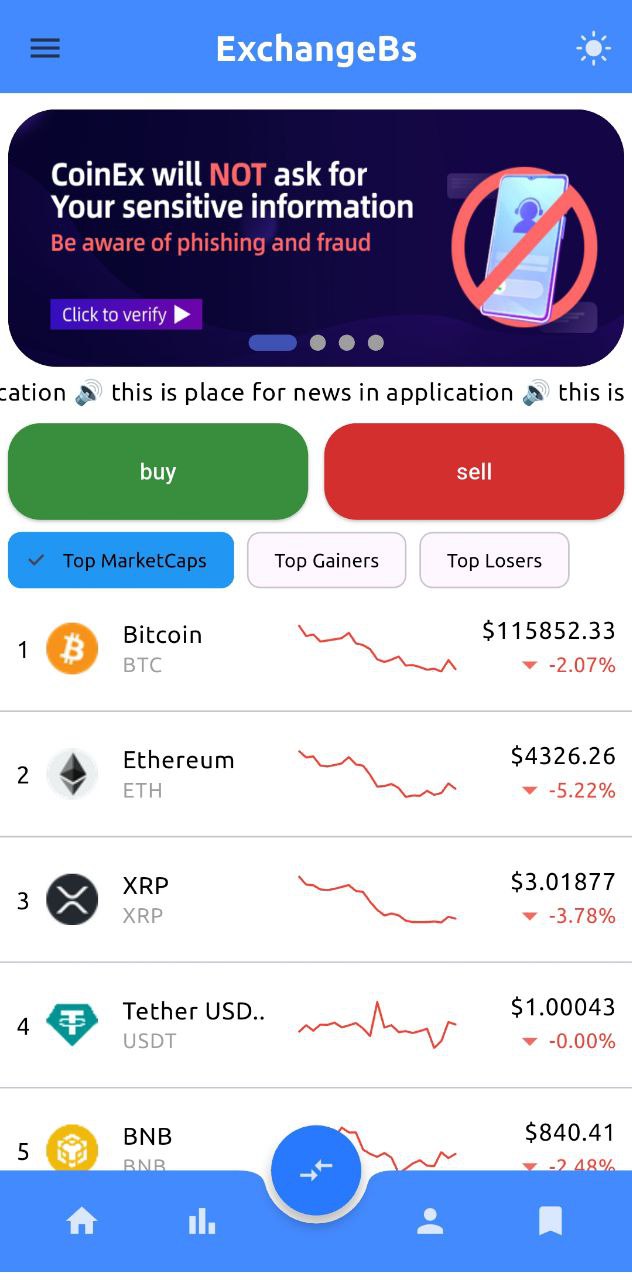 ExchangeBs
CoinEx will NOT ask for
Your sensitive information
Be aware of phishing and fraud
Click to verify
cation 🔊 this is place for news in application 🔊 this is
buy
sell
Top MarketCaps
Top Gainers
Top Losers
1
Bitcoin
BTC
$115852.33
-2.07%
2
Ethereum
ETH
$4326.26
-5.22%
3
XRP
XRP
$3.01877
-3.78%
4
Tether USD..
USDT
$1.00043
-0.00%
5
BNB
BNB
$840.41
-2.48%